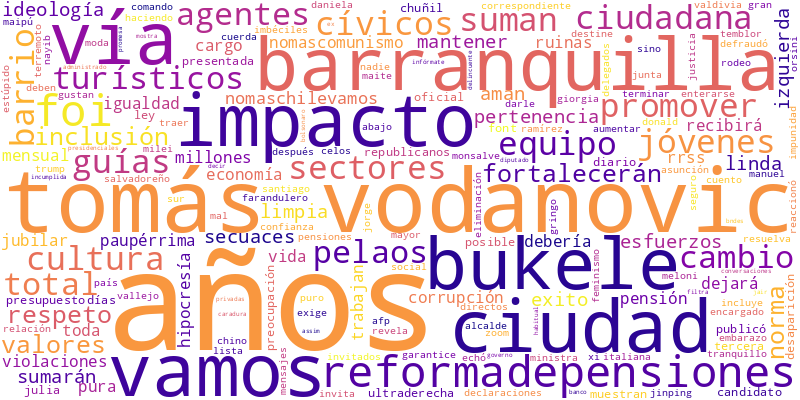 ideología
agentes
cívicos
suman
ciudadana
vía
barranquilla
turísticos
nomascomunismo
mantener
ruinas
izquierda
barrio
cargo
presentada
nomaschilevamos
oficial
aman
promover
pertenencia
recibirá
foi
impacto
igualdad
inclusión
equipo
jóvenes
mensual
guías
millones
sectores
fortalecerán
linda
economía
republicanos
tomás vodanovic
limpia
jubilar
paupérrima
secuaces
debería
esfuerzos
cultura
años
pelaos
bukele
cambio
total
vida
hipocresía
preocupación
trabajan
corrupción
exito
pensión
dejará
respeto
presupuesto
días
ciudad
norma
valores
toda
vamos
reformadepensiones
violaciones
sumarán
pura
julia
maipú
comando
moda
terremoto
nayib
haciendo
gustan
imbéciles
cuerda
daniela
chuñil
correspondiente
valdivia
gran
temblor
destine
defraudó
orsini
nadie
maite
sino
rodeo
justicia
junta
terminar
enterarse
delegados
infórmate
delincuente
estúpido
deben
administrado
ley
traer
milei
trump
presidenciales
salvadoreño
incumplida
decir
después
celos
abajo
monsalve
diputado
font
ramírez
darle
giorgia
aumentar
donald
rrss
diario
asunción
cuento
manuel
seguro
impunidad
reaccionó
sur
santiago
farandulero
confianza
mal
jorge
pensiones
mayor
social
eliminación
gringo
posible
feminismo
resuelva
meloni
conversaciones
filtra
país
vallejo
relación
privadas
caradura
assim
puro
exige
afp
revela
zoom
directos
alcalde
habitual
incluye
encargado
embarazo
publicó
tercera
tranquillo
desaparición
chino
lista
mensajes
invitados
invita
echó
garantice
gobierno
ministra
ultraderecha
declaraciones
xi
italiana
muestran
jinping
banco
candidato
mostra
promesa